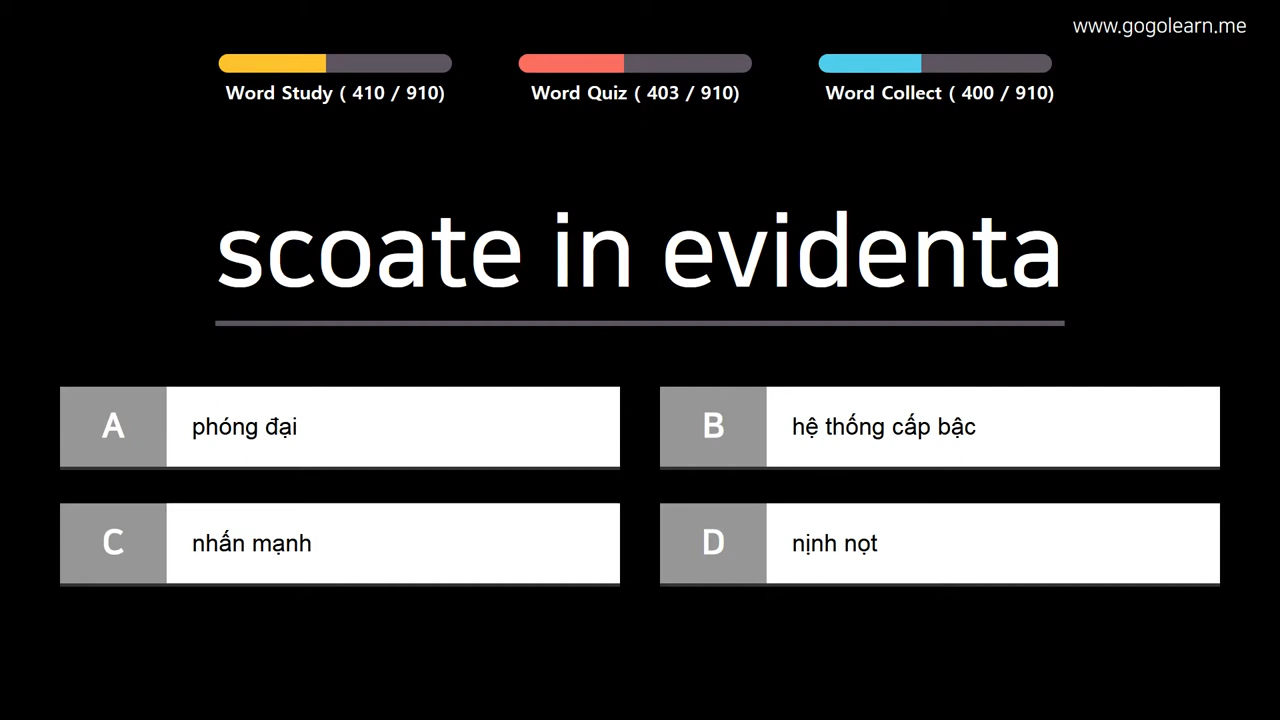 www.gogolearn.me
Word Study ( 410 / 910)
Word Quiz ( 403 / 910)
Word Collect ( 400 / 910)
scoate in evidenta
A
phóng đại
B
hệ thống cấp bậc
C
nhấn mạnh
D
nịnh nọt